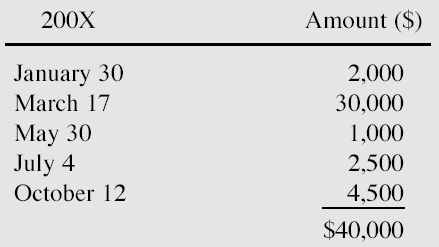 200X Amount ($)
January 30 2,000
March 17 30,000
May 30 1,000
July 4 2,500
October 12 4,500
$40,000